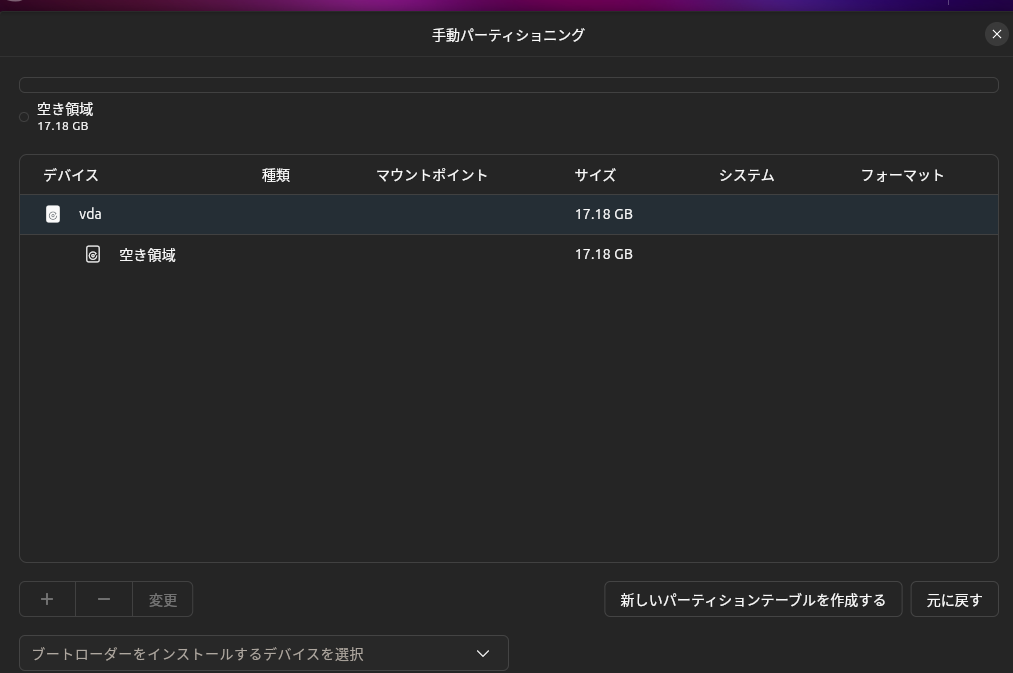 手動パーティショニング
空き領域
17.18 GB
デバイス 種類 マウントポイント サイズ システム フォーマット
vda 17.18 GB
空き領域 17.18 GB
+ − 変更 新しいパーティションテーブルを作成する 元に戻す
ブートローダーをインストールするデバイスを選択